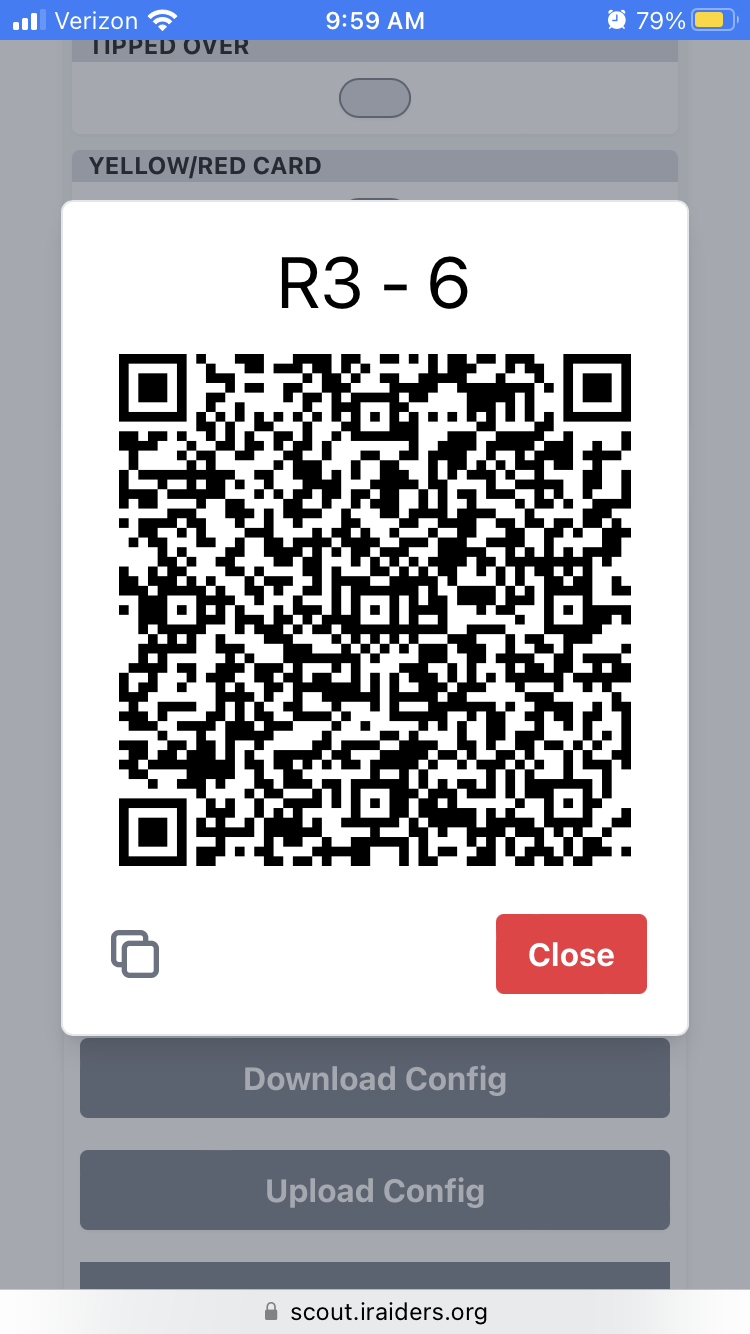 Verizon 9:59 AM 79%
TIPPED OVER
YELLOW/RED CARD
R3 - 6
Close
Download Config
Upload Config
scout.iraiders.org